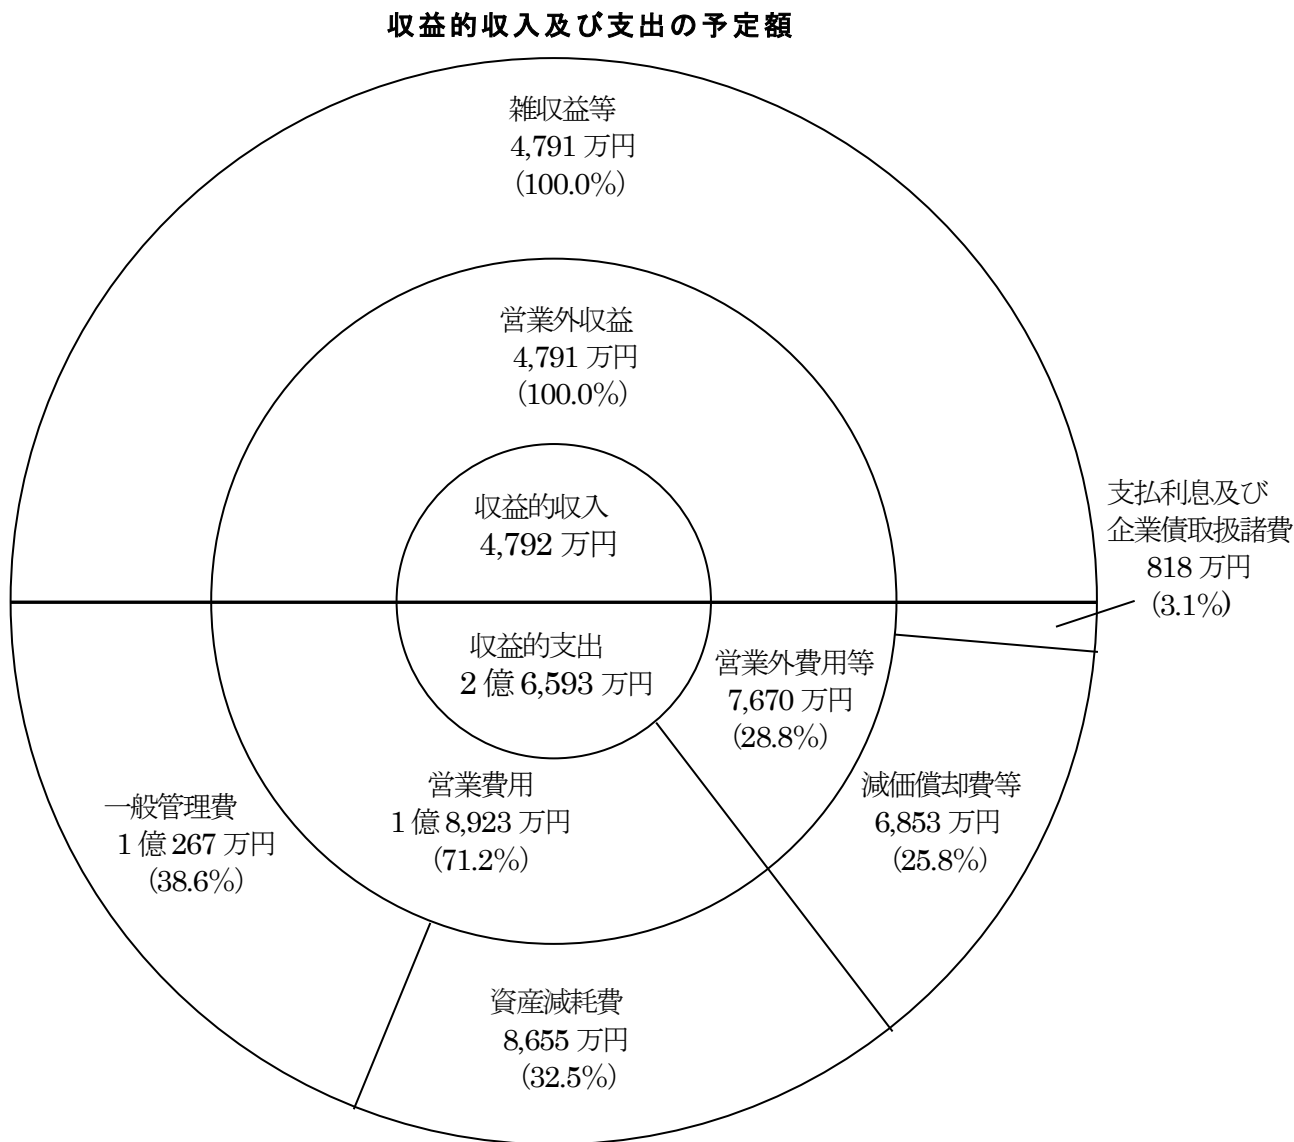 収益的収入及び支出の予定額
雑収益等
4,791 万円
(100.0%)
営業外収益
4,791 万円
(100.0%)
収益的収入
4,792 万円
支払利息及び
企業債取扱諸費
818 万円
(3.1%)
収益的支出
2 億 6,593 万円
営業外費用等
7,670 万円
(28.8%)
営業費用
1 億 8,923 万円
(71.2%)
減価償却費等
6,853 万円
(25.8%)
一般管理費
1 億 267 万円
(38.6%)
資産減耗費
8,655 万円
(32.5%)